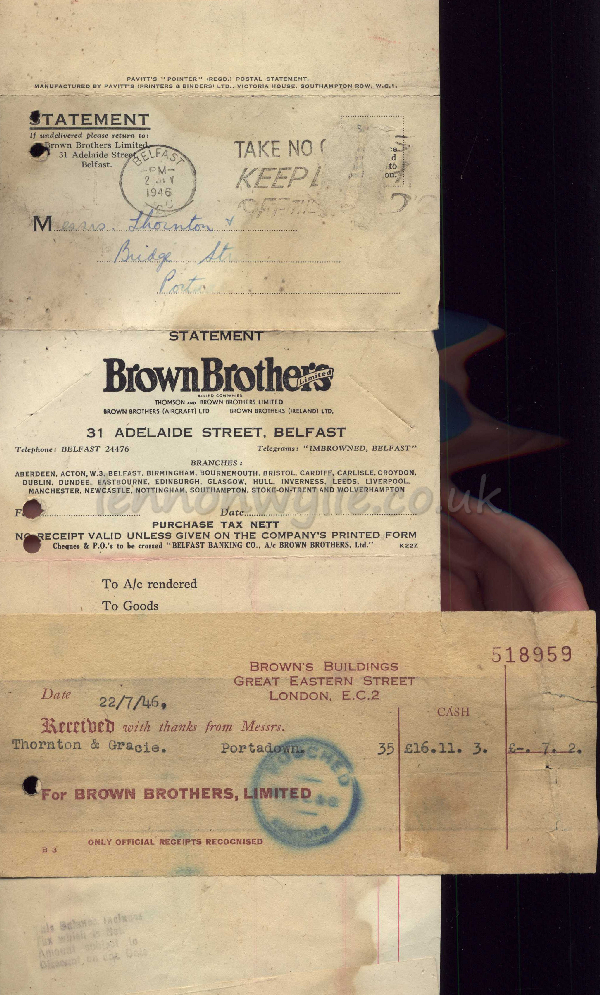 PAVITT'S "POINTER" (REGD.) POSTAL STATEMENT.
MANUFACTURED BY PAVITT'S (PRINTERS & BINDERS) LTD., VICTORIA HOUSE, SOUTHAMPTON ROW, W.C.1.
STATEMENT
If undelivered please return to:
Brown Brothers Limited
31 Adelaide Street
Belfast.
BELFAST
PM
1946
TAKE NO
KEEP
Messrs. Thornton &
Bridge St
Port
STATEMENT
Brown Brothers Limited
ALLIED COMPANIES
THOMSON AND BROWN BROTHERS LIMITED
BROWN BROTHERS (AIRCRAFT) LTD BROWN BROTHERS (IRELAND) LTD.
31 ADELAIDE STREET, BELFAST
Telephone: BELFAST 24476 Telegrams: "IMBROWNED, BELFAST"
BRANCHES:
ABERDEEN, ACTON, W.3, BELFAST, BIRMINGHAM, BOURNEMOUTH, BRISTOL, CARDIFF, CARLISLE, CROYDON,
DUBLIN, DUNDEE, EASTBOURNE, EDINBURGH, GLASGOW, HULL, INVERNESS, LEEDS, LIVERPOOL,
MANCHESTER, NEWCASTLE, NOTTINGHAM, SOUTHAMPTON, STOKE-ON-TRENT AND WOLVERHAMPTON
Date
PURCHASE TAX NETT
NO RECEIPT VALID UNLESS GIVEN ON THE COMPANY'S PRINTED FORM
Cheques & P.O.'s to be crossed "BELFAST BANKING CO., A/c BROWN BROTHERS, Ltd." K227
To A/c rendered
To Goods
518959
BROWN'S BUILDINGS
GREAT EASTERN STREET
LONDON, E.C.2
Date 22/7/46,
CASH
Received with thanks from Messrs.
Thornton & Gracie. Portadown. 35 £16.11. 3. £-. 7. 2.
For BROWN BROTHERS, LIMITED
ONLY OFFICIAL RECEIPTS RECOGNISED